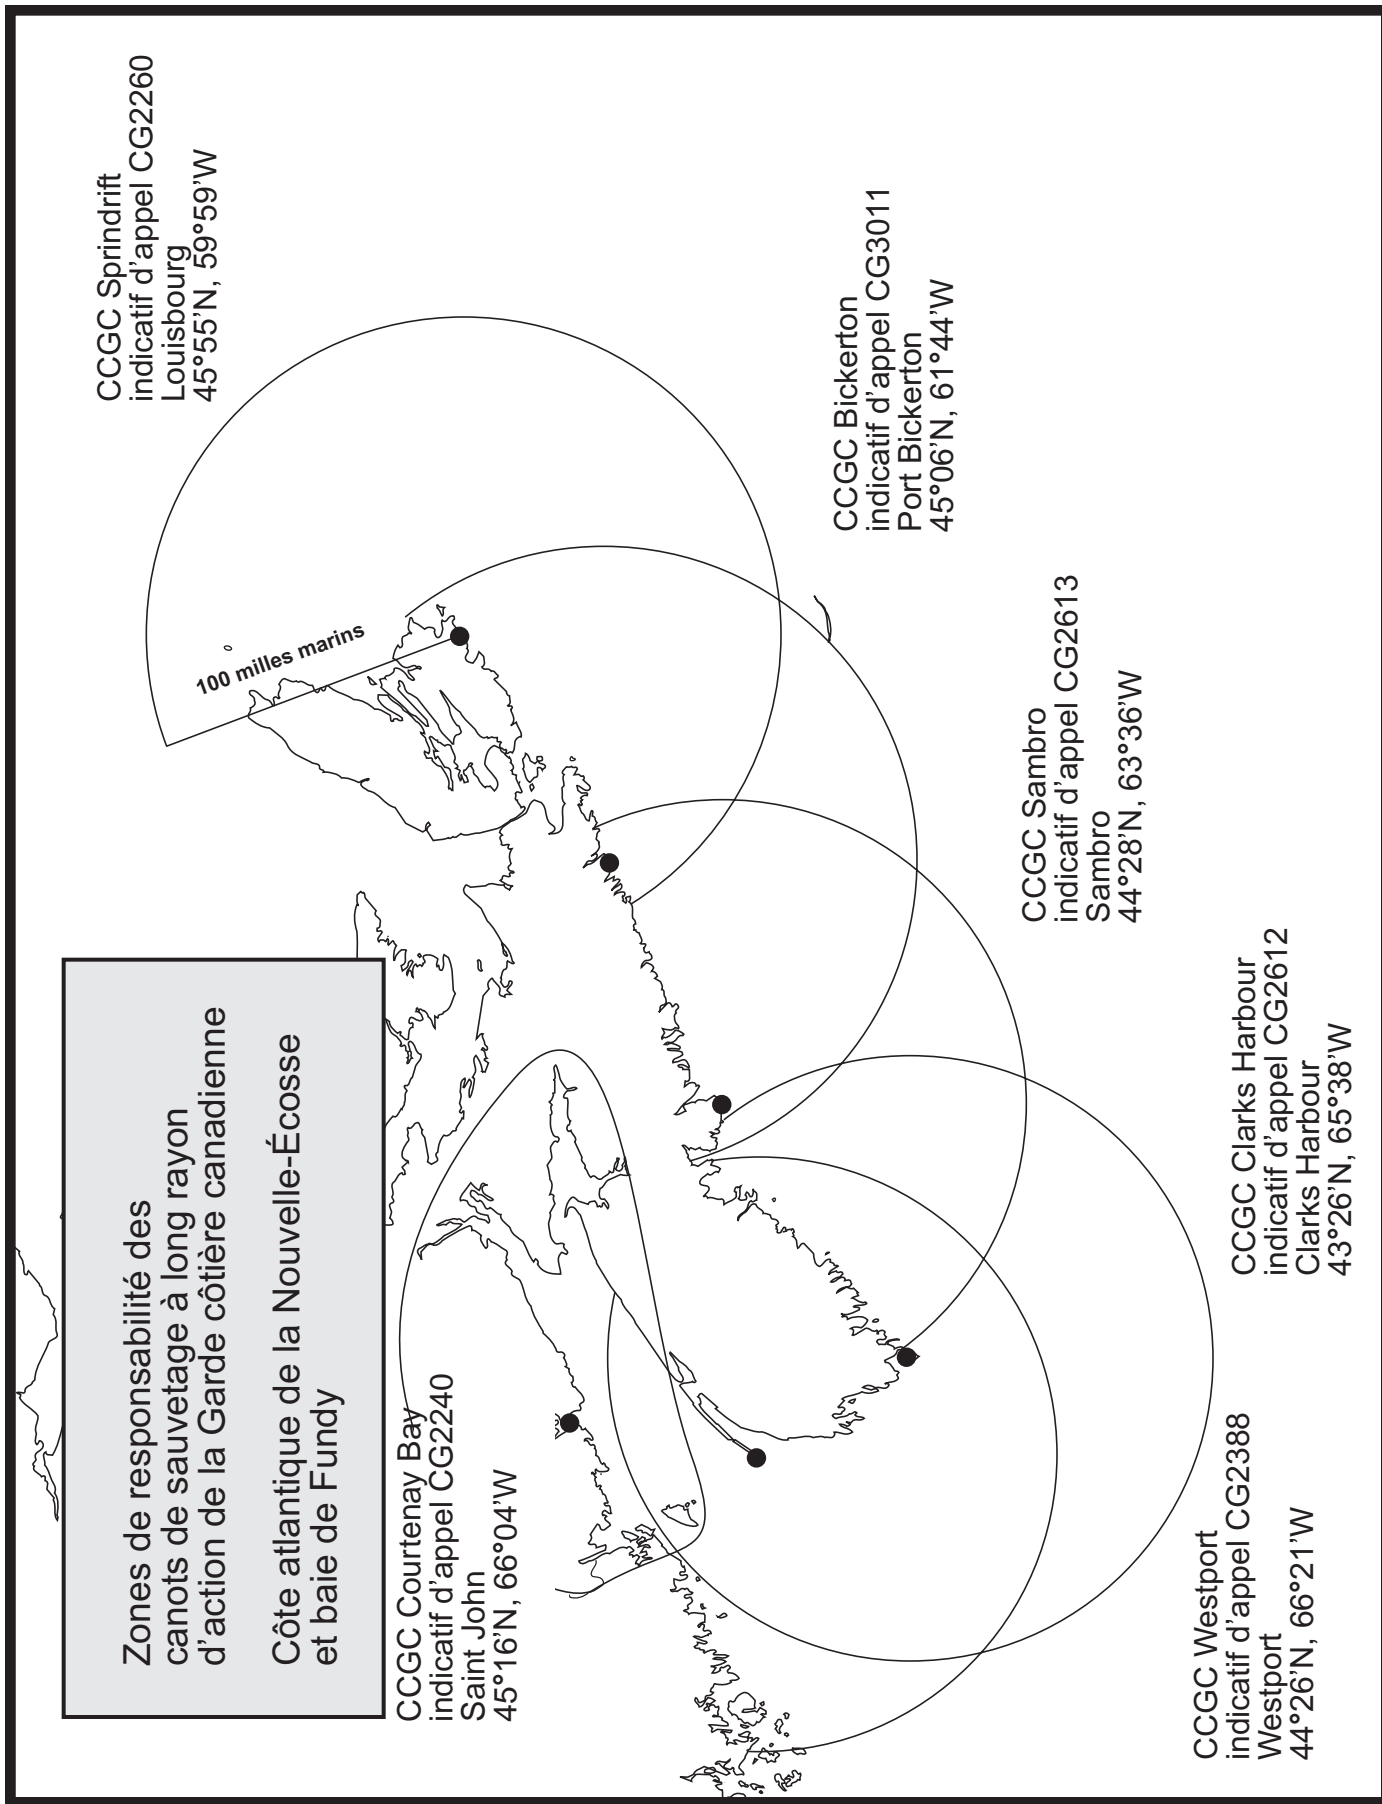 Zones de responsabilité des
canots de sauvetage à long rayon
d'action de la Garde côtière canadienne
Côte atlantique de la Nouvelle-Écosse
et baie de Fundy
CCGC Sprindrift
indicatif d'appel CG2260
Louisbourg
45°55'N, 59°59'W
100 milles marins
CCGC Bickerton
indicatif d'appel CG3011
Port Bickerton
45°06'N, 61°44'W
CCGC Sambro
indicatif d'appel CG2613
Sambro
44°28'N, 63°36'W
CCGC Clarks Harbour
indicatif d'appel CG2612
Clarks Harbour
43°26'N, 65°38'W
CCGC Courtenay Bay
indicatif d'appel CG2240
Saint John
45°16'N, 66°04'W
CCGC Westport
indicatif d'appel CG2388
Westport
44°26'N, 66°21'W